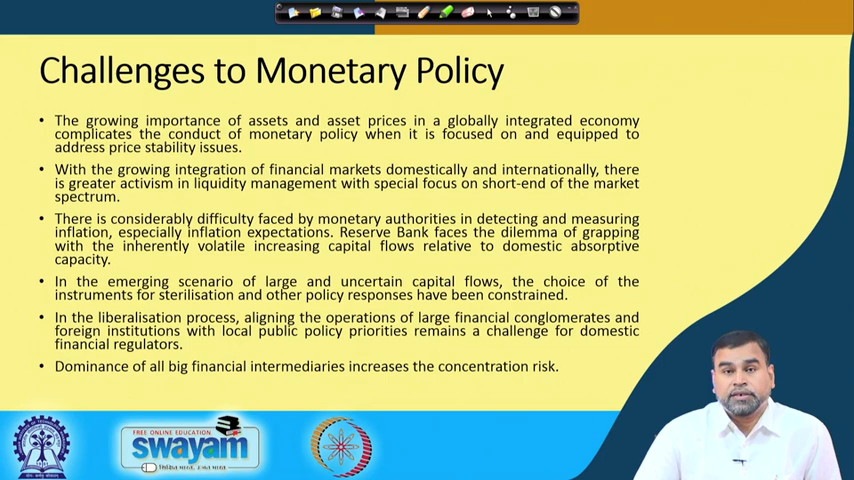 Challenges to Monetary Policy
• The growing importance of assets and asset prices in a globally integrated economy
complicates the conduct of monetary policy when it is focused on and equipped to
address price stability issues.
• With the growing integration of financial markets domestically and internationally, there
is greater activism in liquidity management with special focus on short-end of the market
spectrum.
• There is considerably difficulty faced by monetary authorities in detecting and measuring
inflation, especially inflation expectations. Reserve Bank faces the dilemma of grapping
with the inherently volatile increasing capital flows relative to domestic absorptive
capacity.
• In the emerging scenario of large and uncertain capital flows, the choice of the
instruments for sterilisation and other policy responses have been constrained.
• In the liberalisation process, aligning the operations of large financial conglomerates and
foreign institutions with local public policy priorities remains a challenge for domestic
financial regulators.
• Dominance of all big financial intermediaries increases the concentration risk.
FREE ONLINE EDUCATION
swayam